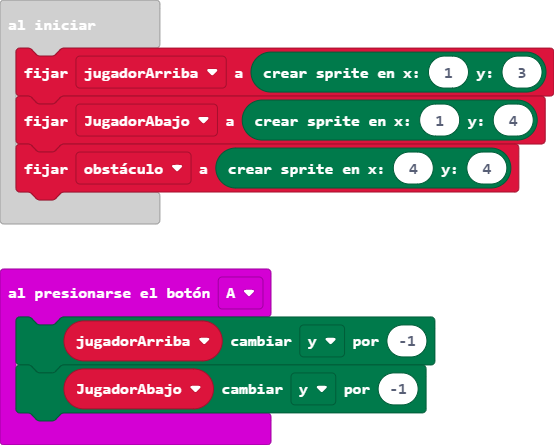 al iniciar
fijar jugadorArriba a crear sprite en x: 1 y: 3
fijar JugadorAbajo a crear sprite en x: 1 y: 4
fijar obstáculo a crear sprite en x: 4 y: 4
al presionarse el botón A
jugadorArriba cambiar y por -1
JugadorAbajo cambiar y por -1